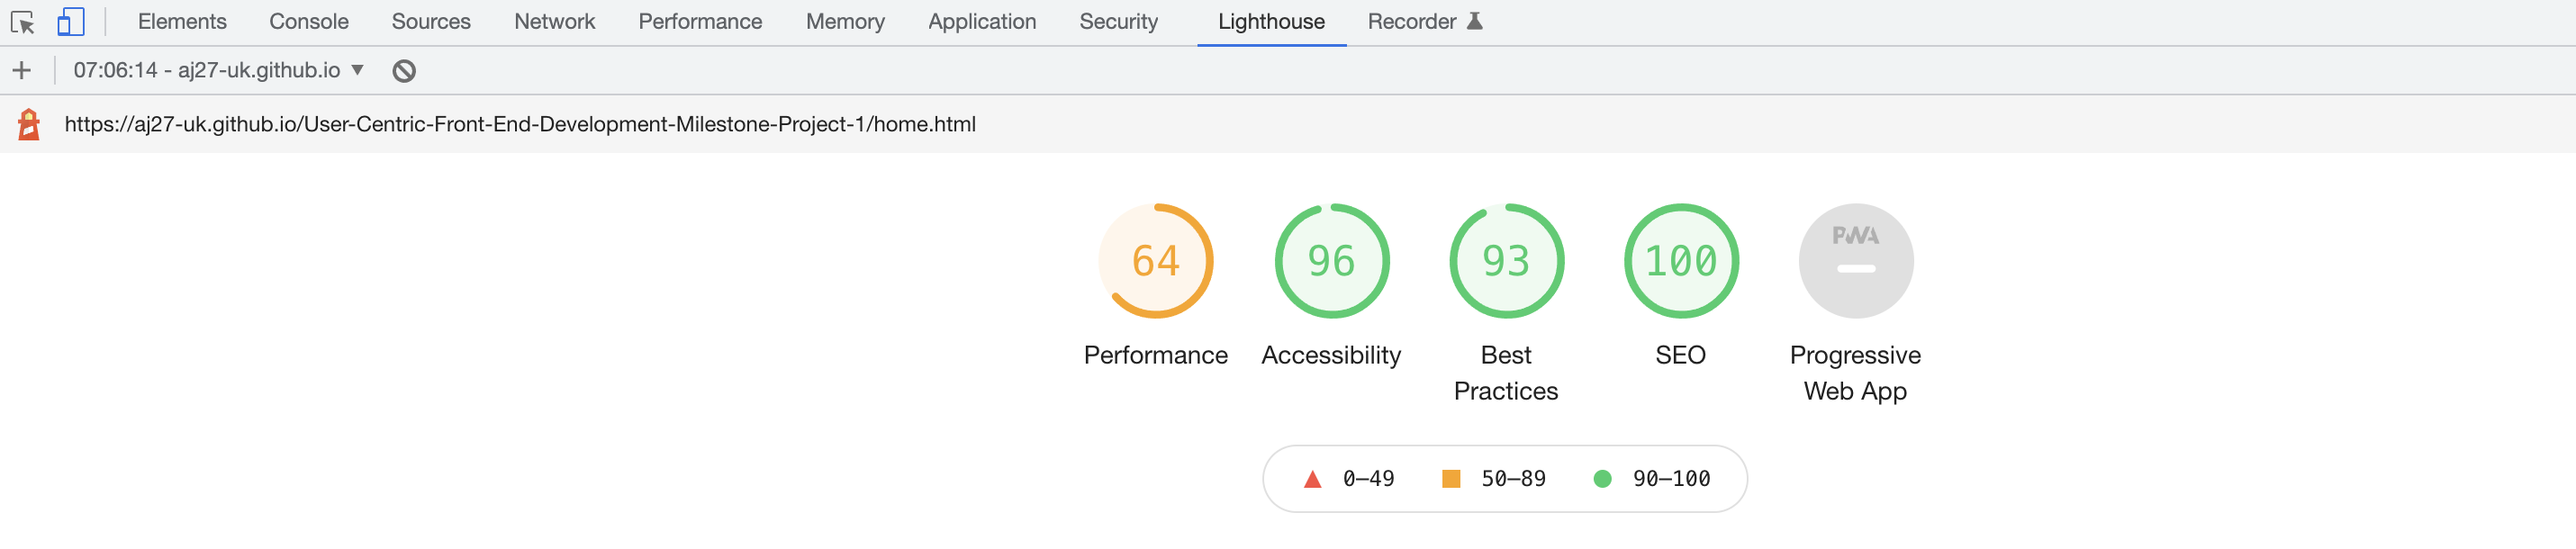 Elements Console Sources Network Performance Memory Application Security Lighthouse Recorder
07:06:14 - aj27-uk.github.io
https://aj27-uk.github.io/User-Centric-Front-End-Development-Milestone-Project-1/home.html
64 96 93 100 PWA
Performance Accessibility Best SEO Progressive
Practices Web App
0–49 50–89 90–100